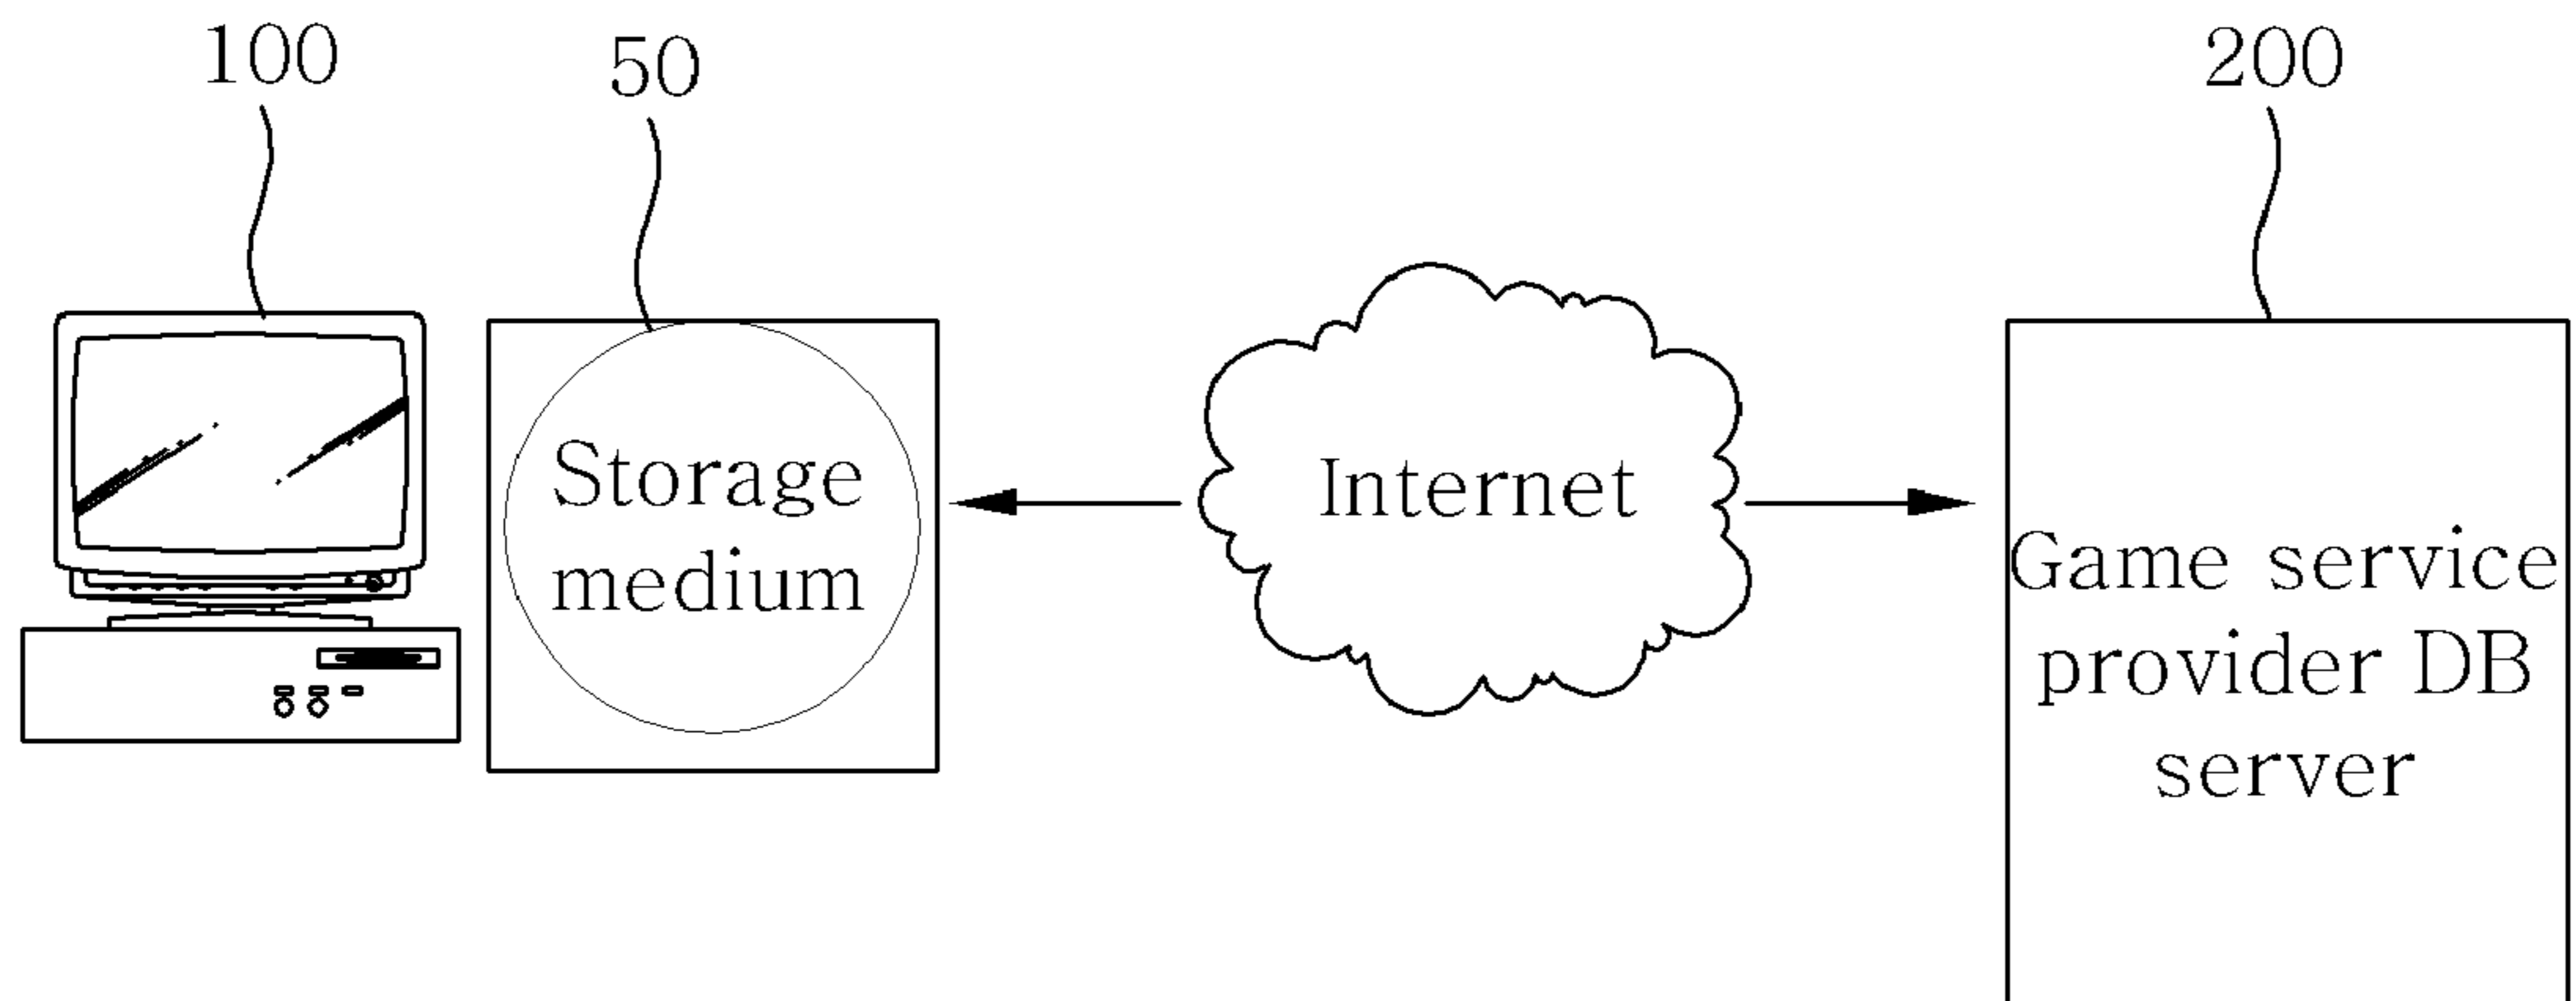 100
50
200
Storage
medium
Internet
Game service
provider DB
server